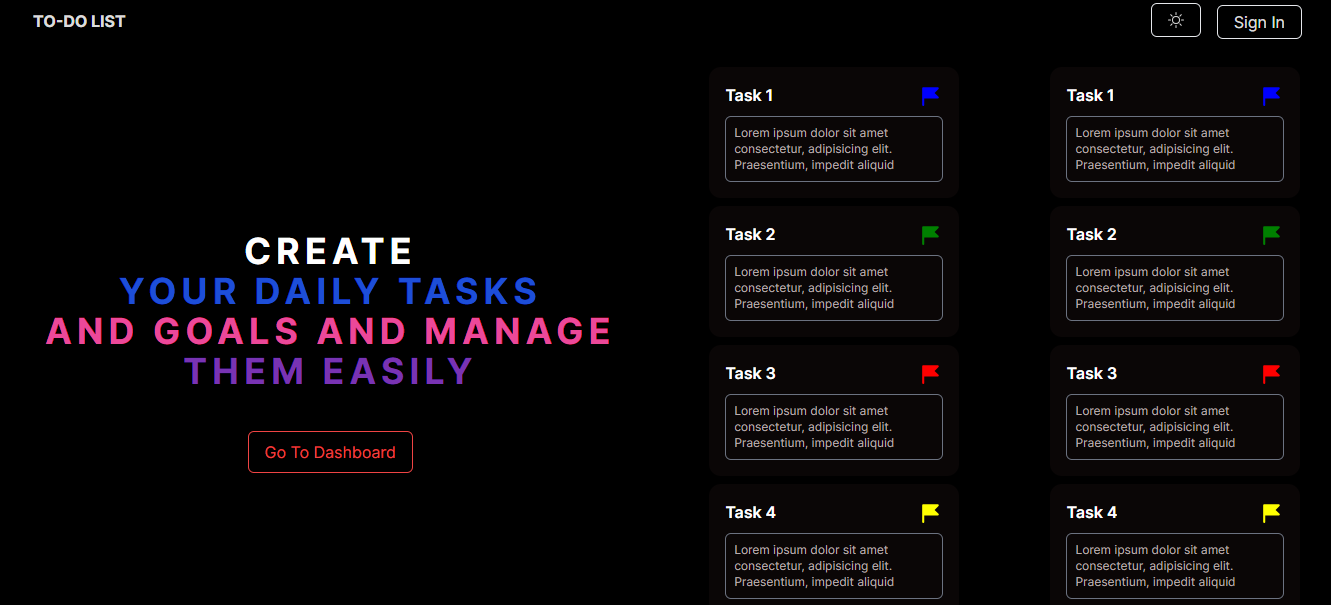 TO-DO LIST
Sign In
CREATE
YOUR DAILY TASKS
AND GOALS AND MANAGE
THEM EASILY
Go To Dashboard
Task 1
Lorem ipsum dolor sit amet
consectetur, adipisicing elit.
Praesentium, impedit aliquid
Task 2
Lorem ipsum dolor sit amet
consectetur, adipisicing elit.
Praesentium, impedit aliquid
Task 3
Lorem ipsum dolor sit amet
consectetur, adipisicing elit.
Praesentium, impedit aliquid
Task 4
Lorem ipsum dolor sit amet
consectetur, adipisicing elit.
Praesentium, impedit aliquid
Task 1
Lorem ipsum dolor sit amet
consectetur, adipisicing elit.
Praesentium, impedit aliquid
Task 2
Lorem ipsum dolor sit amet
consectetur, adipisicing elit.
Praesentium, impedit aliquid
Task 3
Lorem ipsum dolor sit amet
consectetur, adipisicing elit.
Praesentium, impedit aliquid
Task 4
Lorem ipsum dolor sit amet
consectetur, adipisicing elit.
Praesentium, impedit aliquid